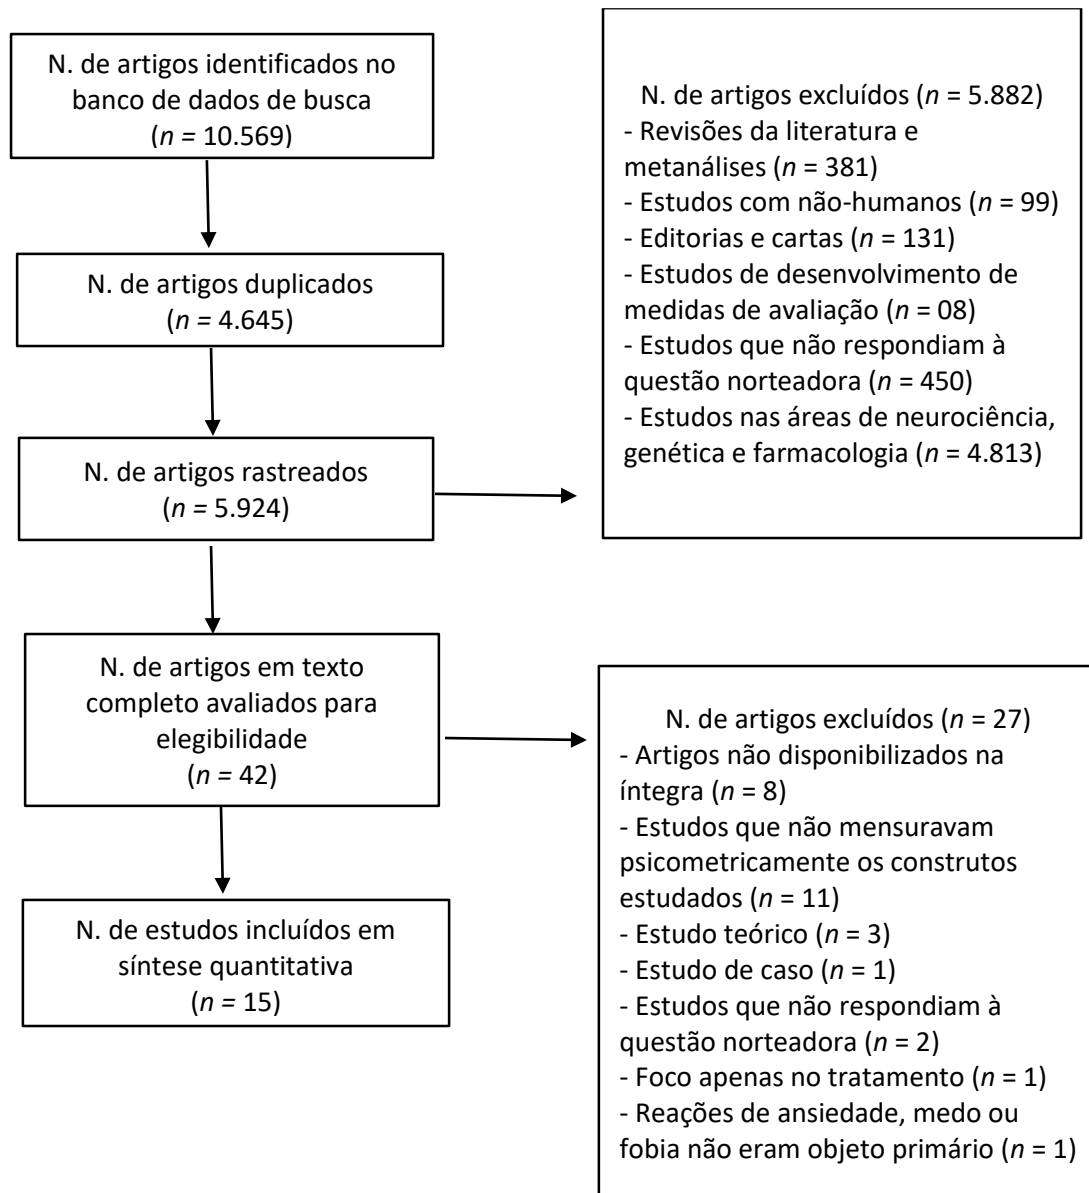 N. de artigos identificados no
banco de dados de busca
(n = 10.569)
N. de artigos duplicados
(n = 4.645)
N. de artigos rastreados
(n = 5.924)
N. de artigos excluídos (n = 5.882)
- Revisões da literatura e
metanálises (n = 381)
- Estudos com não-humanos (n = 99)
- Editorias e cartas (n = 131)
- Estudos de desenvolvimento de
medidas de avaliação (n = 08)
- Estudos que não respondiam à
questão norteadora (n = 450)
- Estudos nas áreas de neurociência,
genética e farmacologia (n = 4.813)
N. de artigos em texto
completo avaliados para
elegibilidade
(n = 42)
N. de artigos excluídos (n = 27)
- Artigos não disponibilizados na
íntegra (n = 8)
- Estudos que não mensuravam
psicometricamente os construtos
estudados (n = 11)
- Estudo teórico (n = 3)
- Estudo de caso (n = 1)
- Estudos que não respondiam à
questão norteadora (n = 2)
- Foco apenas no tratamento (n = 1)
- Reações de ansiedade, medo ou
fobia não eram objeto primário (n = 1)
N. de estudos incluídos em
síntese quantitativa
(n = 15)